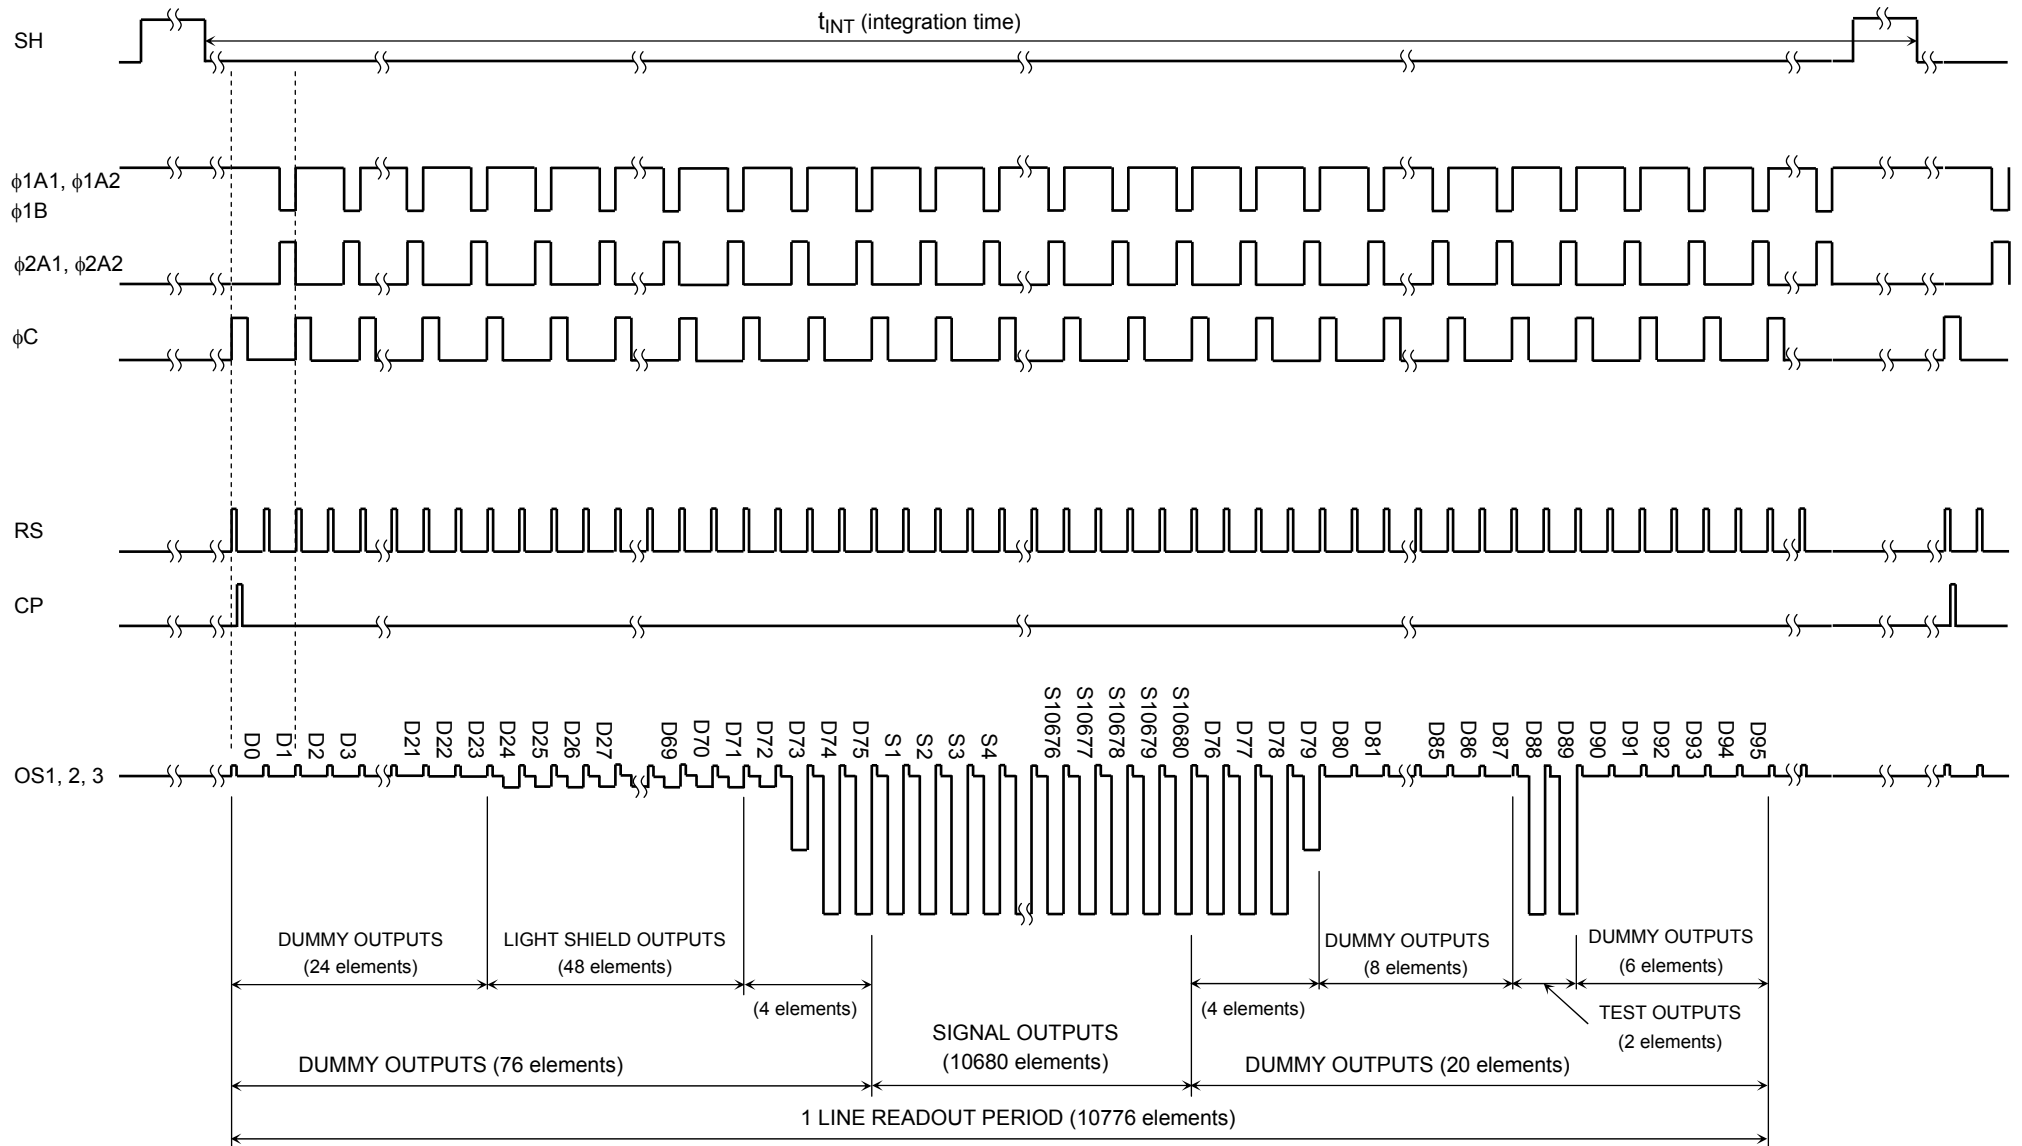 SH
tINT (integration time)
ϕ1A1, ϕ1A2
ϕ1B
ϕ2A1, ϕ2A2
ϕC
RS
CP
OS1, 2, 3
D0
D1
D2
D3
D21
D22
D23
D24
D25
D26
D27
D69
D70
D71
D72
D73
D74
D75
S1
S2
S3
S4
S10676
S10677
S10678
S10679
S10680
D76
D77
D78
D79
D80
D81
D85
D86
D87
D88
D89
D90
D91
D92
D93
D94
D95
DUMMY OUTPUTS
(24 elements)
LIGHT SHIELD OUTPUTS
(48 elements)
(4 elements)
SIGNAL OUTPUTS
(10680 elements)
(4 elements)
DUMMY OUTPUTS
(8 elements)
DUMMY OUTPUTS
(6 elements)
TEST OUTPUTS
(2 elements)
DUMMY OUTPUTS (76 elements)
DUMMY OUTPUTS (20 elements)
1 LINE READOUT PERIOD (10776 elements)